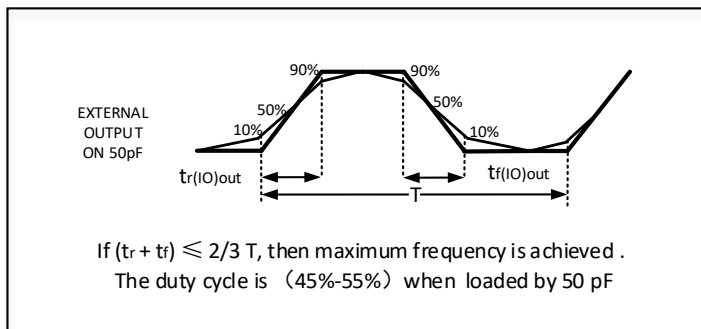 90%
90%
50%
50%
EXTERNAL
OUTPUT
ON 50pF
10%
10%
tr(IO)out
tf(IO)out
T
If (tr + tf) ≤ 2/3 T, then maximum frequency is achieved .
The duty cycle is （45%-55%）when loaded by 50 pF